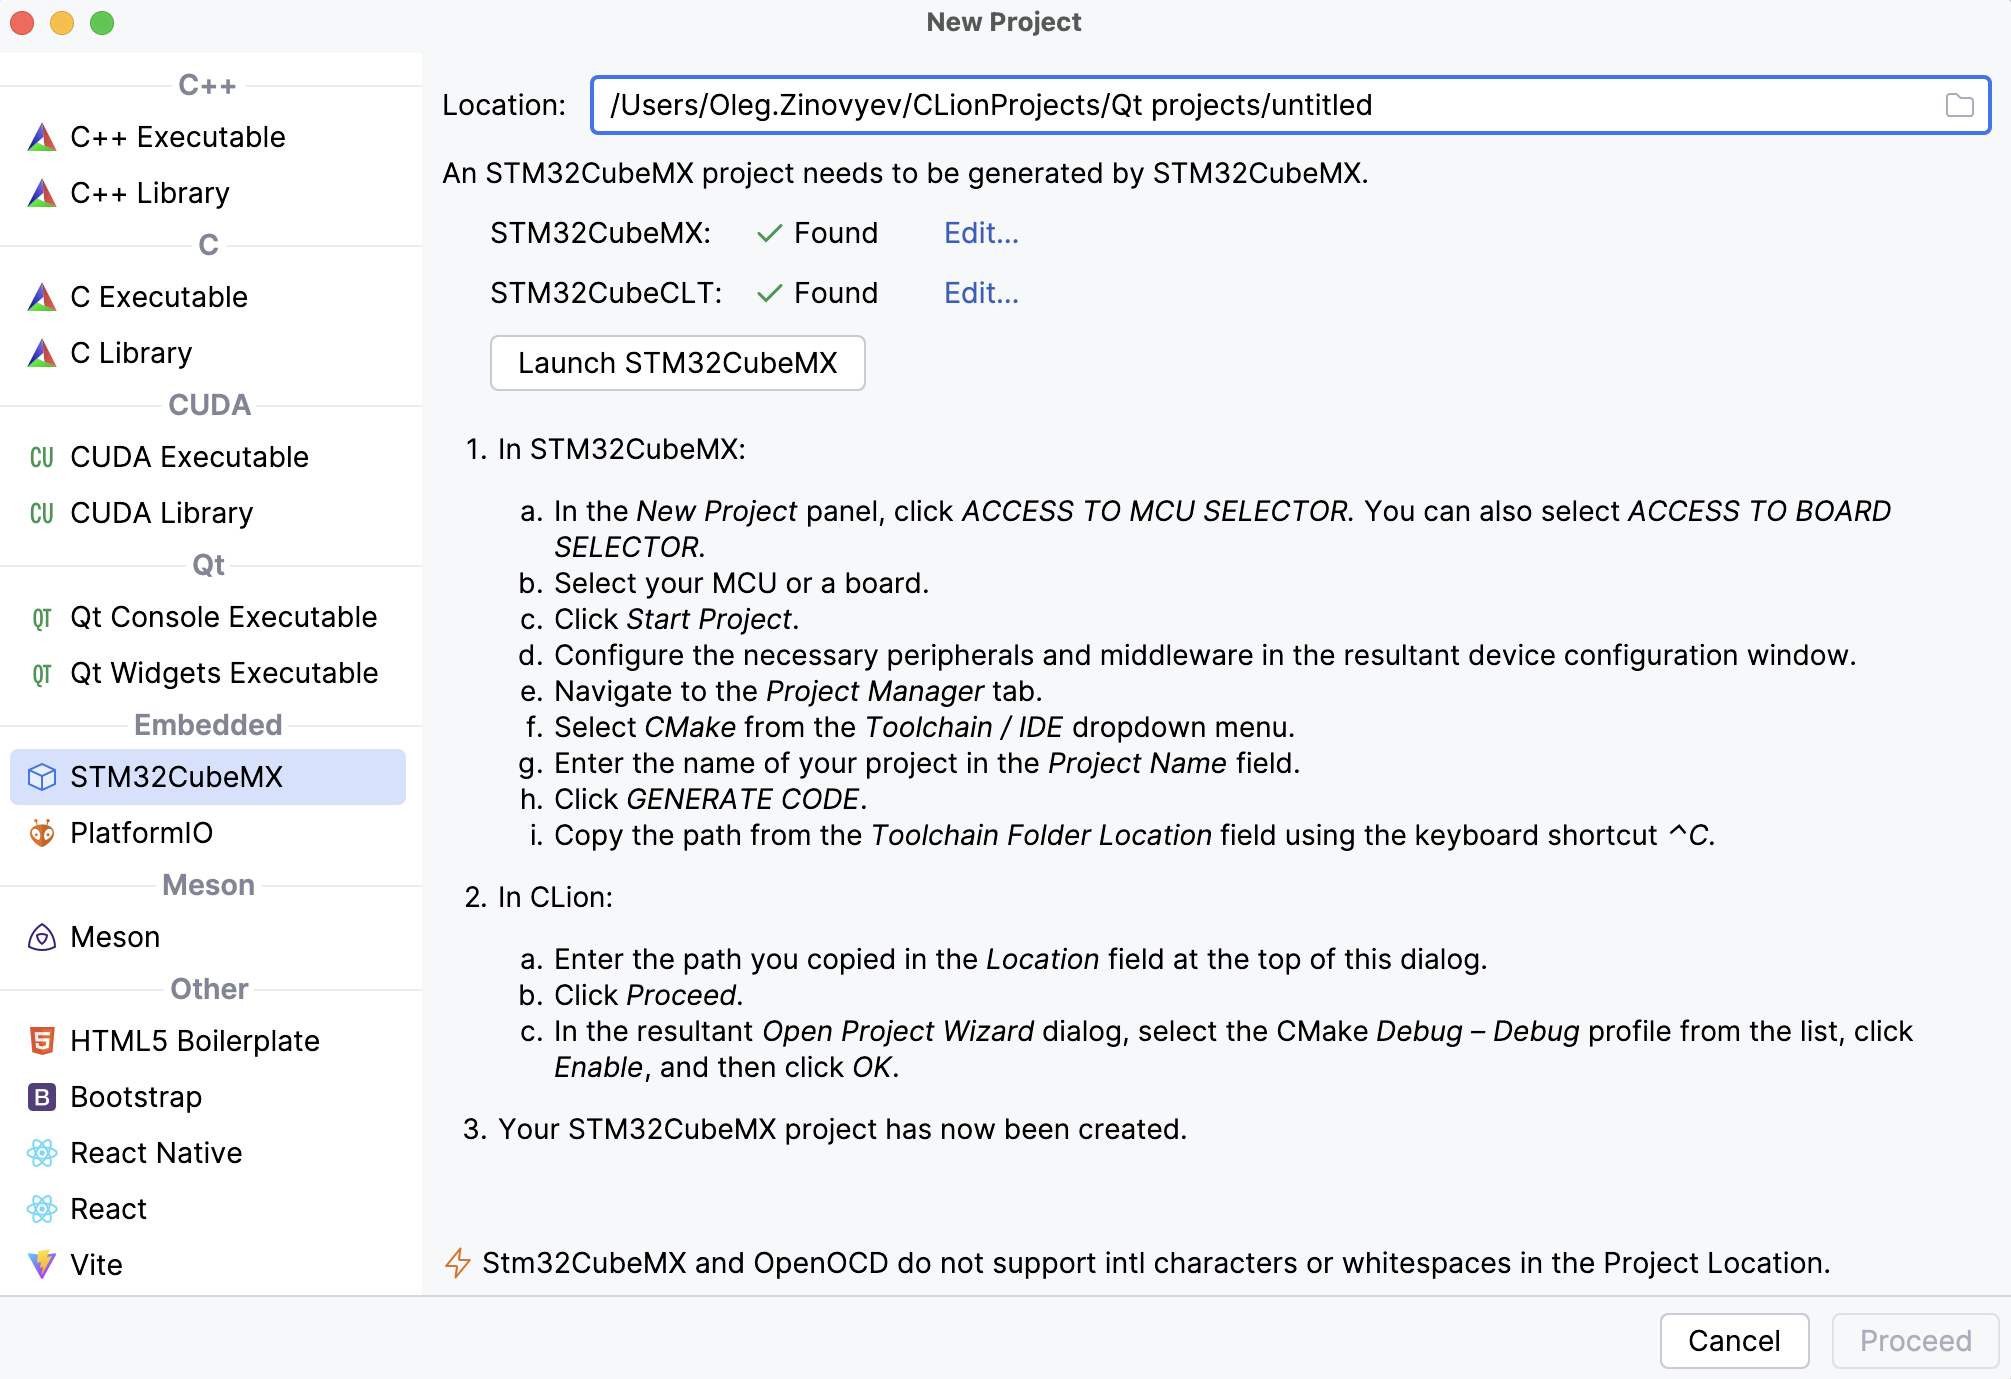 New Project
C++
C++ Executable
C++ Library
C
C Executable
C Library
CUDA
CU CUDA Executable
CU CUDA Library
Qt
QT Qt Console Executable
QT Qt Widgets Executable
Embedded
STM32CubeMX
PlatformIO
Meson
Meson
Other
5 HTML5 Boilerplate
B Bootstrap
React Native
React
Vite
Location: /Users/Oleg.Zinovyev/CLionProjects/Qt projects/untitled
An STM32CubeMX project needs to be generated by STM32CubeMX.
STM32CubeMX: Found Edit...
STM32CubeCLT: Found Edit...
Launch STM32CubeMX
1. In STM32CubeMX:
a. In the New Project panel, click ACCESS TO MCU SELECTOR. You can also select ACCESS TO BOARD
SELECTOR.
b. Select your MCU or a board.
c. Click Start Project.
d. Configure the necessary peripherals and middleware in the resultant device configuration window.
e. Navigate to the Project Manager tab.
f. Select CMake from the Toolchain / IDE dropdown menu.
g. Enter the name of your project in the Project Name field.
h. Click GENERATE CODE.
i. Copy the path from the Toolchain Folder Location field using the keyboard shortcut ^C.
2. In CLion:
a. Enter the path you copied in the Location field at the top of this dialog.
b. Click Proceed.
c. In the resultant Open Project Wizard dialog, select the CMake Debug – Debug profile from the list, click
Enable, and then click OK.
3. Your STM32CubeMX project has now been created.
Stm32CubeMX and OpenOCD do not support intl characters or whitespaces in the Project Location.
Cancel
Proceed